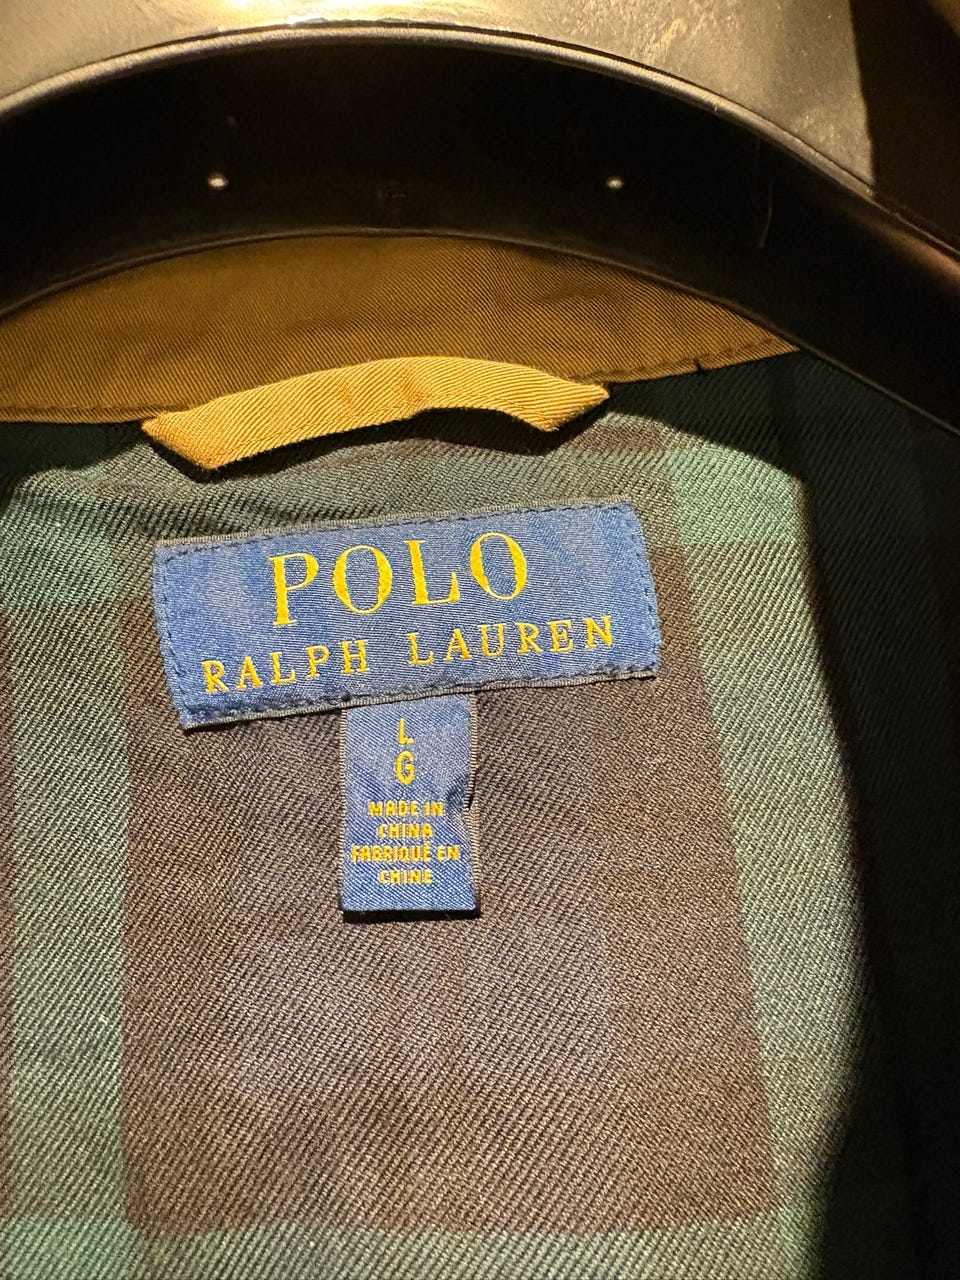 POLO
RALPH LAUREN
L
G
MADE IN
CHINA
FABRIQUÉ EN
CHINE